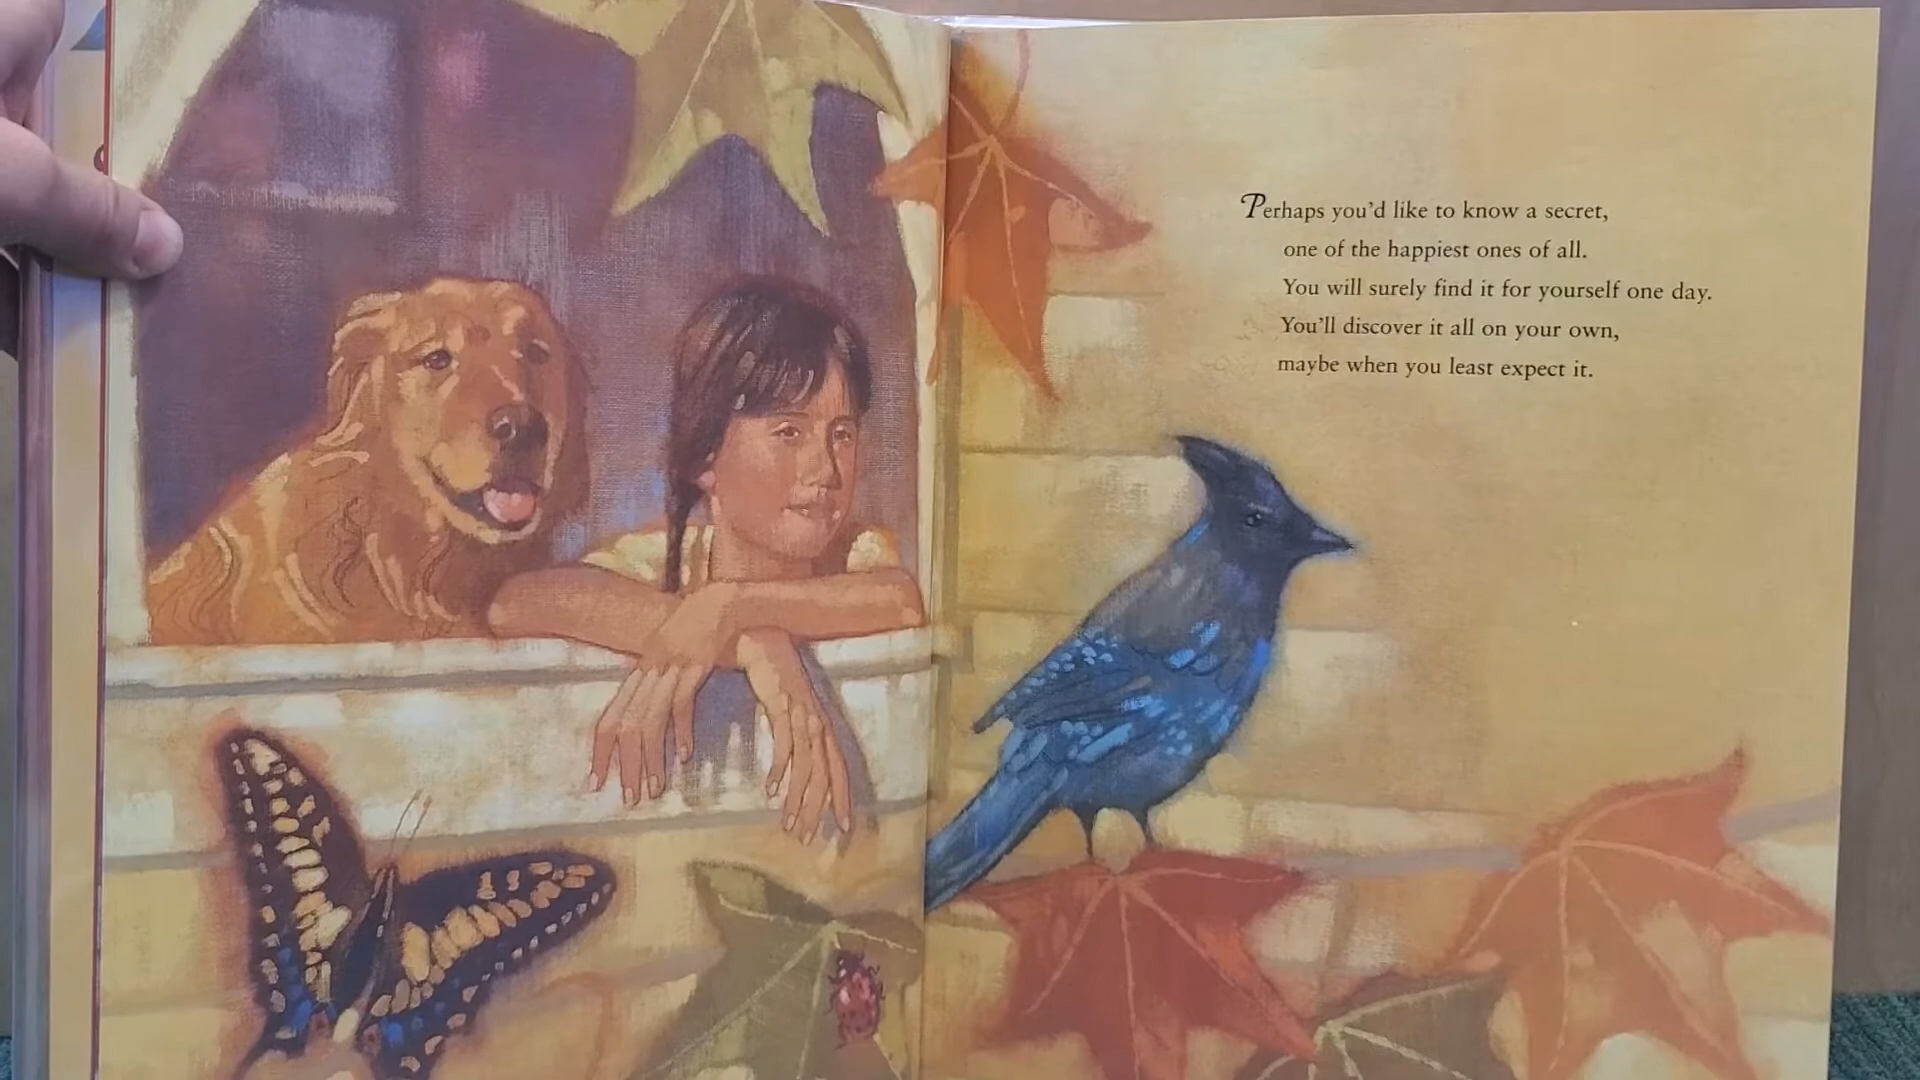 Perhaps you'd like to know a secret,
one of the happiest ones of all.
You will surely find it for yourself one day.
You'll discover it all on your own,
maybe when you least expect it.